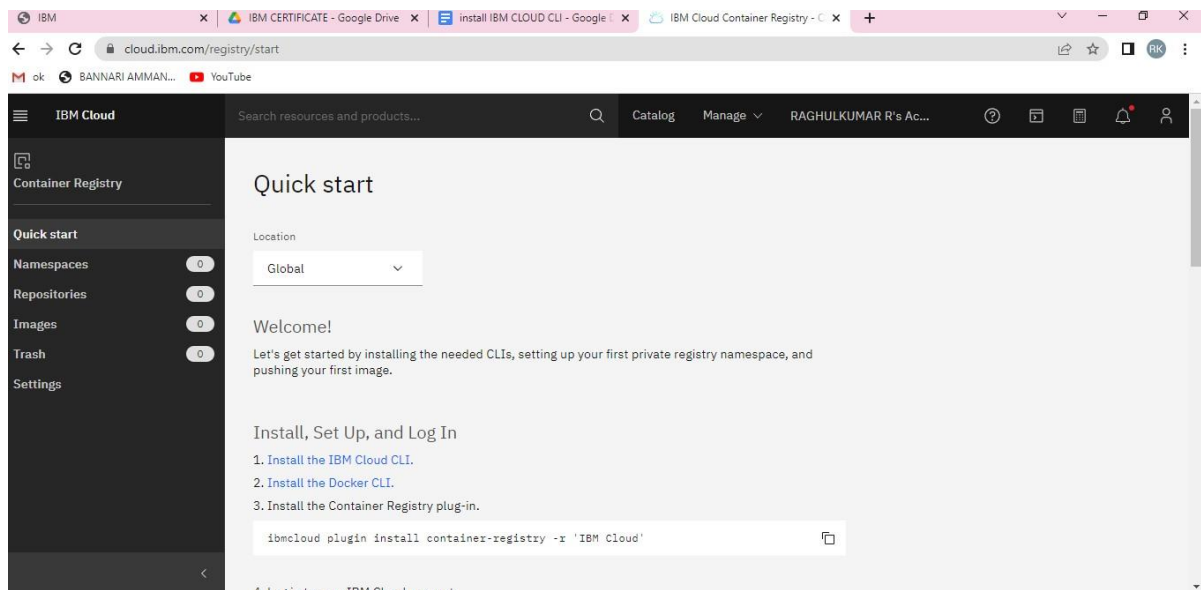 IBM
IBM CERTIFICATE - Google Drive
install IBM CLOUD CLI - Google
IBM Cloud Container Registry - C
cloud.ibm.com/registry/start
RK
ok
BANNARI AMMAN...
YouTube
IBM Cloud
Search resources and products...
Catalog
Manage
RAGHULKUMAR R's Ac...
Container Registry
Quick start
Namespaces 0
Repositories 0
Images 0
Trash 0
Settings
Quick start
Location
Global
Welcome!
Let's get started by installing the needed CLIs, setting up your first private registry namespace, and
pushing your first image.
Install, Set Up, and Log In
1. Install the IBM Cloud CLI.
2. Install the Docker CLI.
3. Install the Container Registry plug-in.
ibmcloud plugin install container-registry -r 'IBM Cloud'